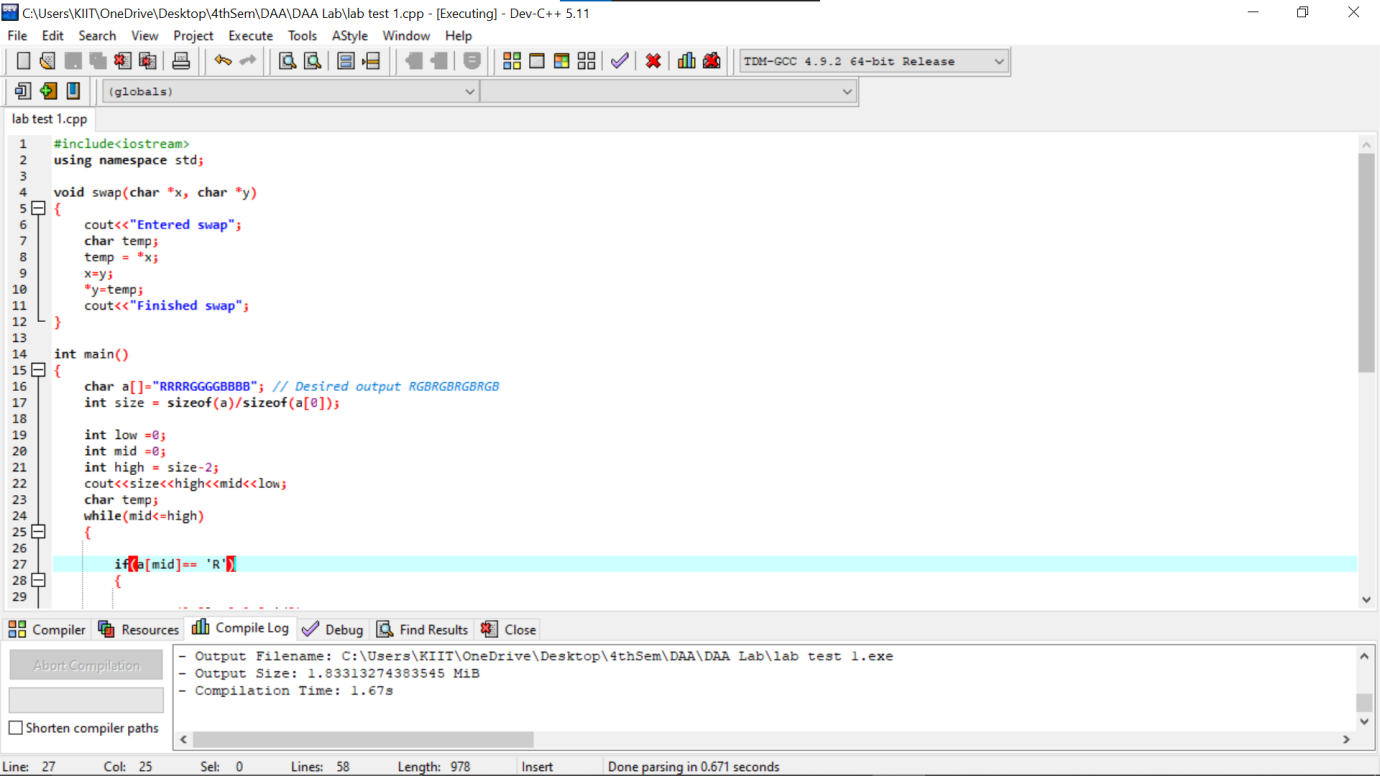 C:\Users\KIIT\OneDrive\Desktop\4thSem\DAA\DAA Lab\lab test 1.cpp - [Executing] - Dev-C++ 5.11
File Edit Search View Project Execute Tools AStyle Window Help
TDM-GCC 4.9.2 64-bit Release
(globals)
lab test 1.cpp
1 #include<iostream>
2 using namespace std;
3
4 void swap(char *x, char *y)
5 {
6 cout<<"Entered swap";
7 char temp;
8 temp = *x;
9 x=y;
10 *y=temp;
11 cout<<"Finished swap";
12 }
13
14 int main()
15 {
16 char a[]="RRRRGGGGBBBB"; // Desired output RGBRGBRGBRGB
17 int size = sizeof(a)/sizeof(a[0]);
18
19 int low =0;
20 int mid =0;
21 int high = size-2;
22 cout<<size<<high<<mid<<low;
23 char temp;
24 while(mid<=high)
25 {
26
27 if(a[mid]== 'R')
28 {
29
Compiler Resources Compile Log Debug Find Results Close
Abort Compilation
Shorten compiler paths
- Output Filename: C:\Users\KIIT\OneDrive\Desktop\4thSem\DAA\DAA Lab\lab test 1.exe
- Output Size: 1.83313274383545 MiB
- Compilation Time: 1.67s
Line: 27 Col: 25 Sel: 0 Lines: 58 Length: 978 Insert Done parsing in 0.671 seconds